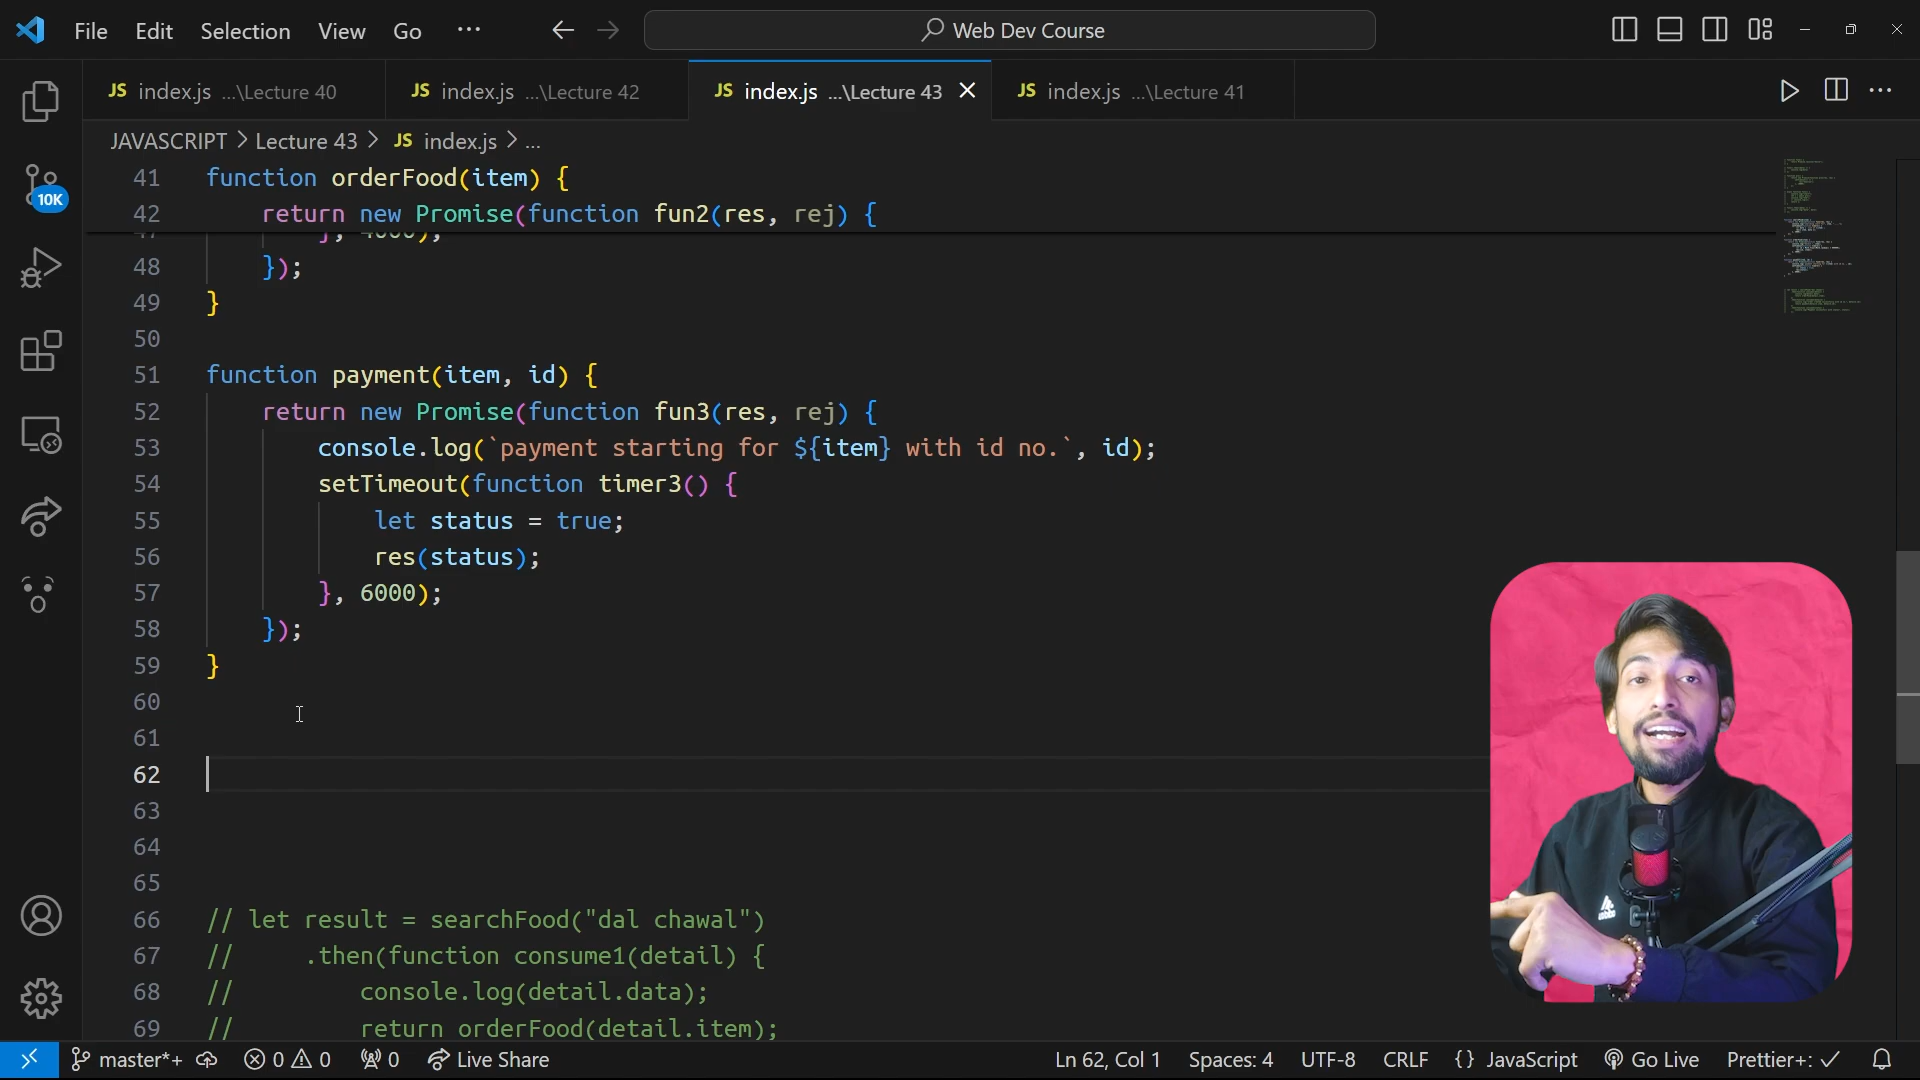 File Edit Selection View Go ... Web Dev Course
JS index.js ...\Lecture 40 JS index.js ...\Lecture 42 JS index.js ...\Lecture 43 JS index.js ...\Lecture 41
JAVASCRIPT > Lecture 43 > JS index.js > ...
41 function orderFood(item) {
42 return new Promise(function fun2(res, rej) {
47 }, 4000);
48 });
49 }
50
51 function payment(item, id) {
52 return new Promise(function fun3(res, rej) {
53 console.log(`payment starting for ${item} with id no.`, id);
54 setTimeout(function timer3() {
55 let status = true;
56 res(status);
57 }, 6000);
58 });
59 }
60
61
62
63
64
65
66 // let result = searchFood("dal chawal")
67 // .then(function consume1(detail) {
68 // console.log(detail.data);
69 // return orderFood(detail.item);
10K
master*+ 0 0 0 Live Share Ln 62, Col 1 Spaces: 4 UTF-8 CRLF {} JavaScript Go Live Prettier+: ✓